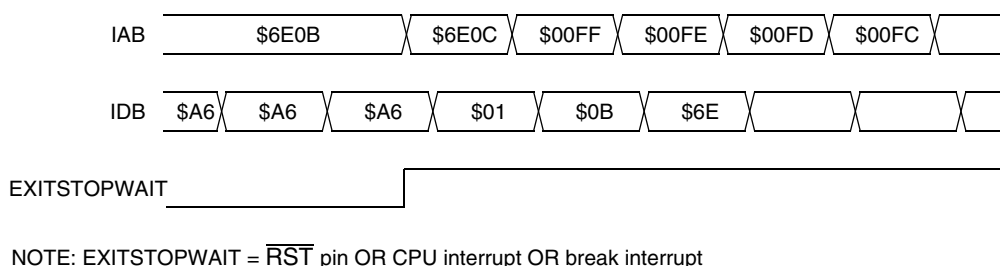 IAB $6E0B $6E0C $00FF $00FE $00FD $00FC
IDB $A6 $A6 $A6 $01 $0B $6E
EXITSTOPWAIT
NOTE: EXITSTOPWAIT = RST pin OR CPU interrupt OR break interrupt